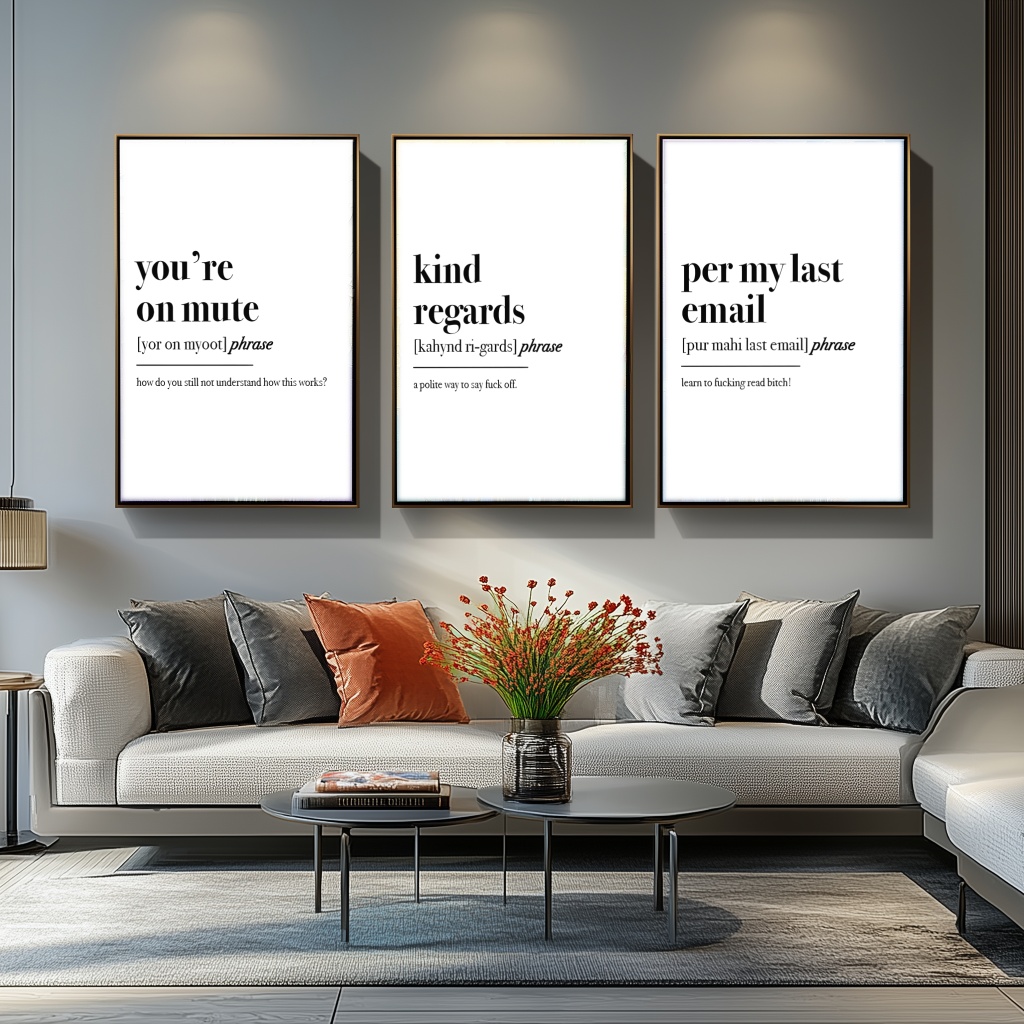 you’re
on mute
[yor on myoot] phrase
how do you still not understand how this works?
kind
regards
[kahynd ri-gards] phrase
a polite way to say fuck off.
per my last
email
[pur mahi last email] phrase
learn to fucking read bitch!